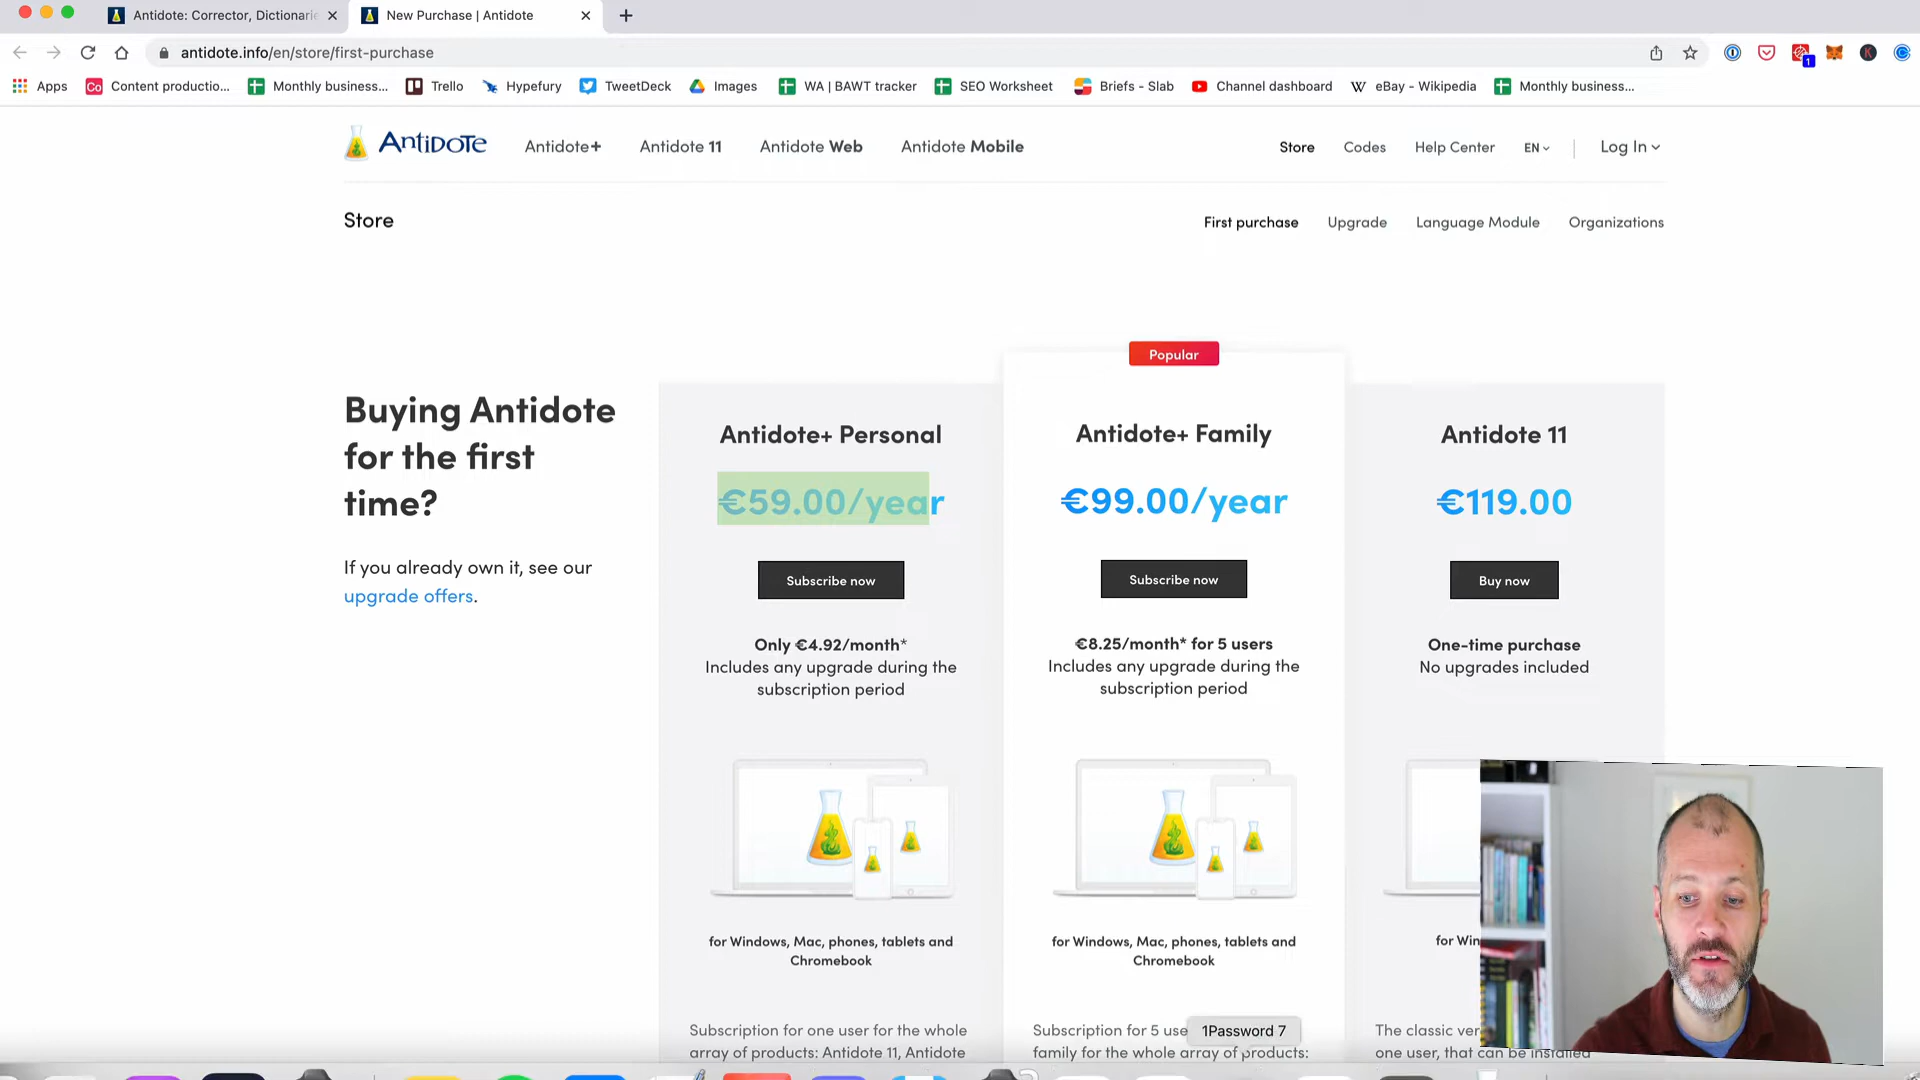 Antidote: Corrector, Dictionarie
New Purchase | Antidote
antidote.info/en/store/first-purchase
Apps
Content productio...
Monthly business...
Trello
Hypefury
TweetDeck
Images
WA | BAWT tracker
SEO Worksheet
Briefs - Slab
Channel dashboard
eBay - Wikipedia
Monthly business...
Antidote
Antidote+
Antidote 11
Antidote Web
Antidote Mobile
Store
Codes
Help Center
EN
Log In
Store
First purchase
Upgrade
Language Module
Organizations
Buying Antidote
for the first
time?
If you already own it, see our
upgrade offers.
Antidote+ Personal
€59.00/year
Subscribe now
Only €4.92/month*
Includes any upgrade during the
subscription period
for Windows, Mac, phones, tablets and
Chromebook
Subscription for one user for the whole
array of products: Antidote 11, Antidote
Popular
Antidote+ Family
€99.00/year
Subscribe now
€8.25/month* for 5 users
Includes any upgrade during the
subscription period
for Windows, Mac, phones, tablets and
Chromebook
Subscription for 5 use
family for the whole array of products:
1Password 7
Antidote 11
€119.00
Buy now
One-time purchase
No upgrades included
for Win
The classic ver
one user, that can be installed